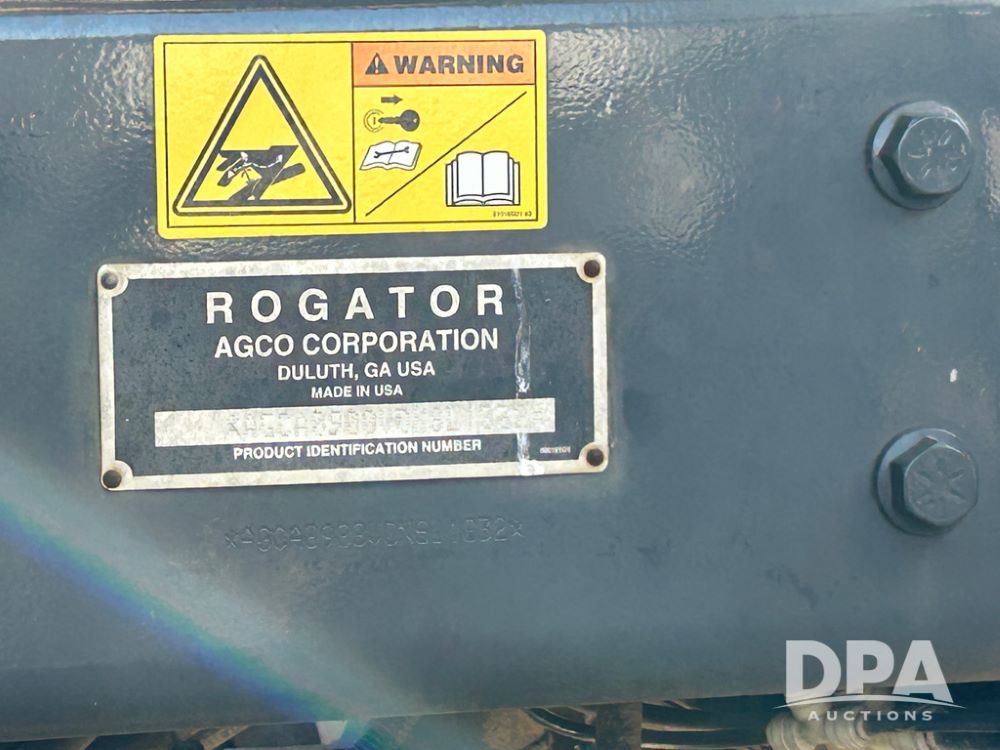 WARNING
ROGATOR
AGCO CORPORATION
DULUTH, GA USA
MADE IN USA
PRODUCT IDENTIFICATION NUMBER
DPA
AUCTIONS